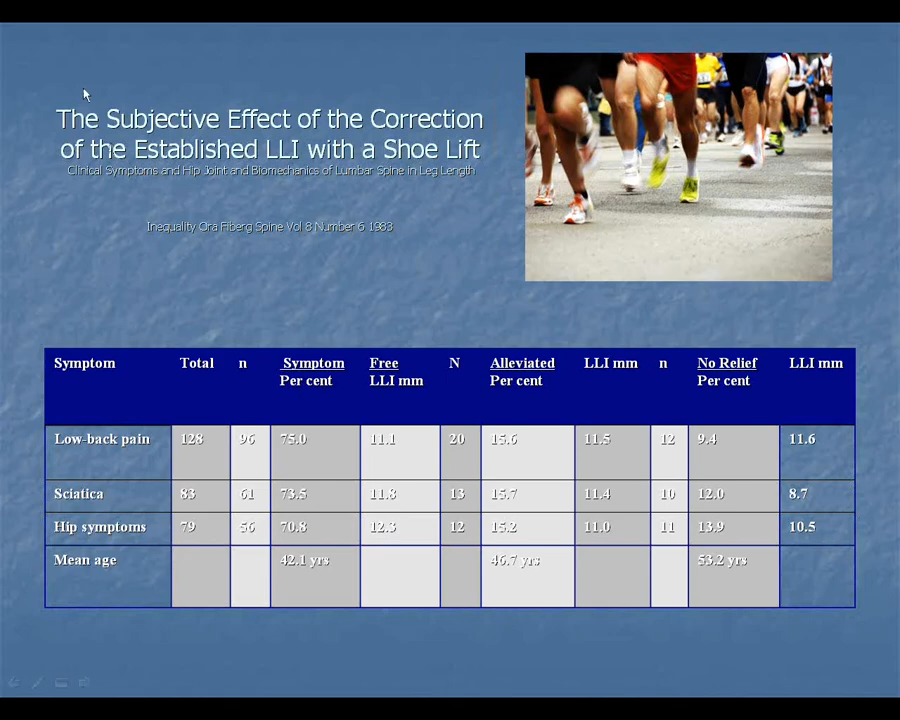 The Subjective Effect of the Correction
of the Established LLI with a Shoe Lift
Clinical Symptoms and Hip Joint and Biomechanics of Lumbar Spine in Leg Length
Inequality Ora Fiberg Spine Vol 8 Number 6 1983
Symptom Total n Symptom Free N Alleviated LLI mm n No Relief LLI mm
Per cent LLI mm Per cent Per cent
Low-back pain 128 96 75.0 11.1 20 15.6 11.5 12 9.4 11.6
Sciatica 83 61 73.5 11.8 13 15.7 11.4 10 12.0 8.7
Hip symptoms 79 56 70.8 12.3 12 15.2 11.0 11 13.9 10.5
Mean age 42.1 yrs 46.7 yrs 53.2 yrs